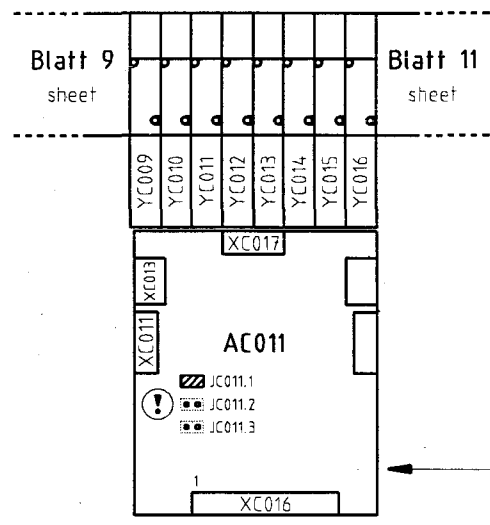 Blatt 9
sheet
Blatt 11
sheet
YC009
YC010
YC011
YC012
YC013
YC014
YC015
YC016
XC017
XC013
XC011
AC011
JC011.1
JC011.2
JC011.3
!
1
XC016